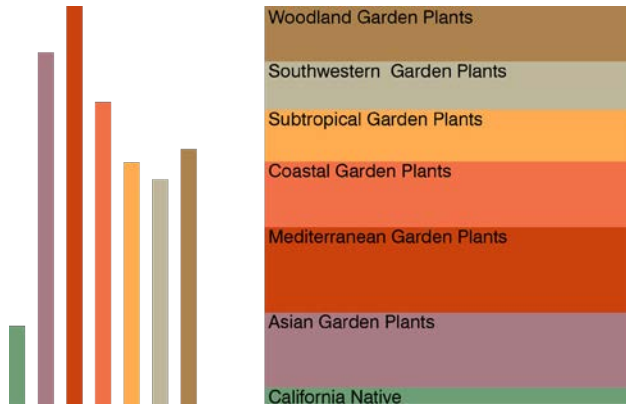 Woodland Garden Plants
Southwestern  Garden Plants
Subtropical Garden Plants
Coastal Garden Plants
Mediterranean Garden Plants
Asian Garden Plants
California Native